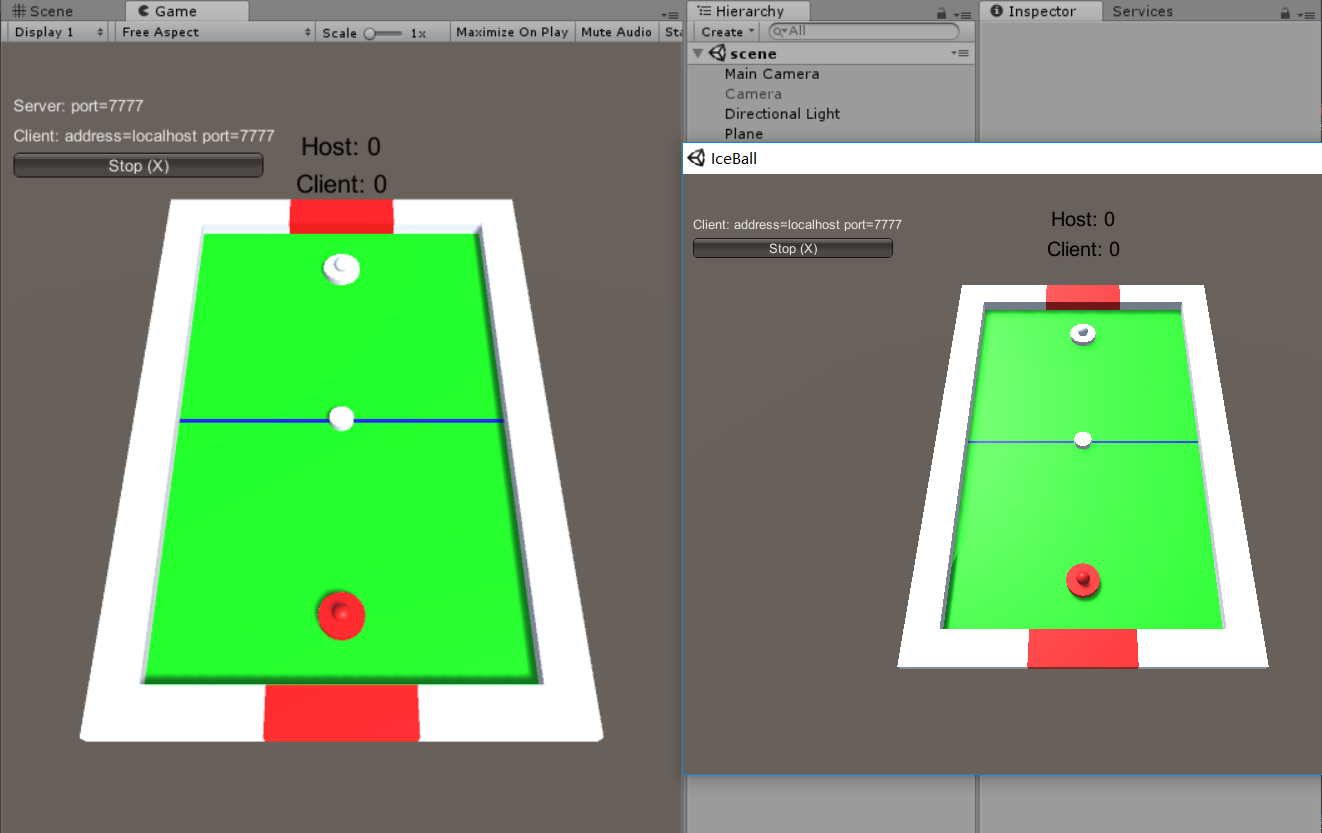 Scene
Game
Display 1
Free Aspect
Scale
1x
Maximize On Play
Mute Audio
Sta
Server: port=7777
Client: address=localhost port=7777
Stop (X)
Host: 0
Client: 0
Hierarchy
Create
All
scene
Main Camera
Camera
Directional Light
Plane
Inspector
Services
IceBall
Client: address=localhost port=7777
Stop (X)
Host: 0
Client: 0